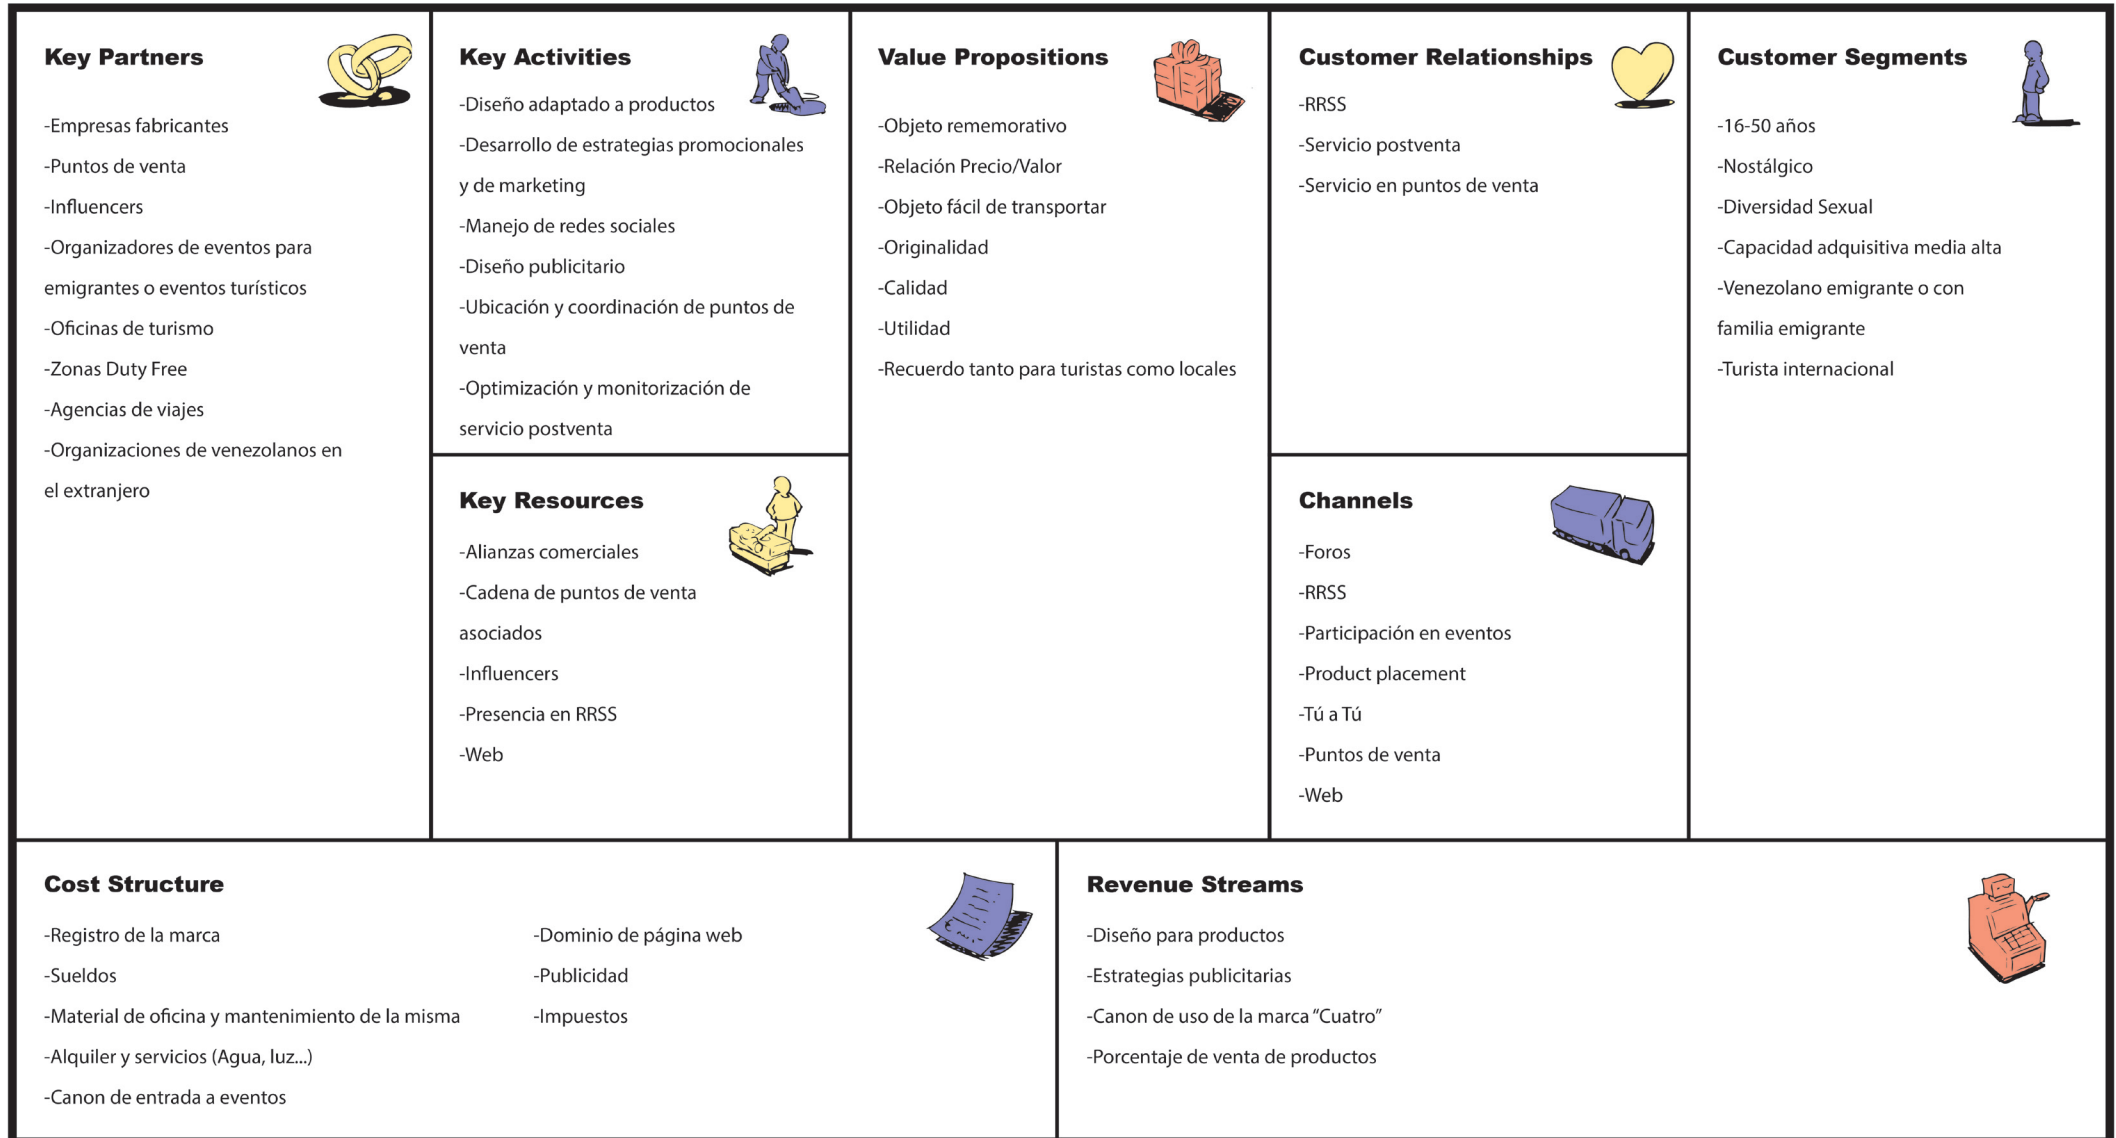 Key Partners
-Empresas fabricantes
-Puntos de venta
-Influencers
-Organizadores de eventos para
emigrantes o eventos turísticos
-Oficinas de turismo
-Zonas Duty Free
-Agencias de viajes
-Organizaciones de venezolanos en
el extranjero
Key Activities
-Diseño adaptado a productos
-Desarrollo de estrategias promocionales
y de marketing
-Manejo de redes sociales
-Diseño publicitario
-Ubicación y coordinación de puntos de
venta
-Optimización y monitorización de
servicio postventa
Key Resources
-Alianzas comerciales
-Cadena de puntos de venta
asociados
-Influencers
-Presencia en RRSS
-Web
Value Propositions
-Objeto rememorativo
-Relación Precio/Valor
-Objeto fácil de transportar
-Originalidad
-Calidad
-Utilidad
-Recuerdo tanto para turistas como locales
Customer Relationships
-RRSS
-Servicio postventa
-Servicio en puntos de venta
Channels
-Foros
-RRSS
-Participación en eventos
-Product placement
-Tú a Tú
-Puntos de venta
-Web
Customer Segments
-16-50 años
-Nostálgico
-Diversidad Sexual
-Capacidad adquisitiva media alta
-Venezolano emigrante o con
familia emigrante
-Turista internacional
Cost Structure
-Registro de la marca
-Sueldos
-Material de oficina y mantenimiento de la misma
-Alquiler y servicios (Agua, luz...)
-Canon de entrada a eventos
-Dominio de página web
-Publicidad
-Impuestos
Revenue Streams
-Diseño para productos
-Estrategias publicitarias
-Canon de uso de la marca “Cuatro”
-Porcentaje de venta de productos